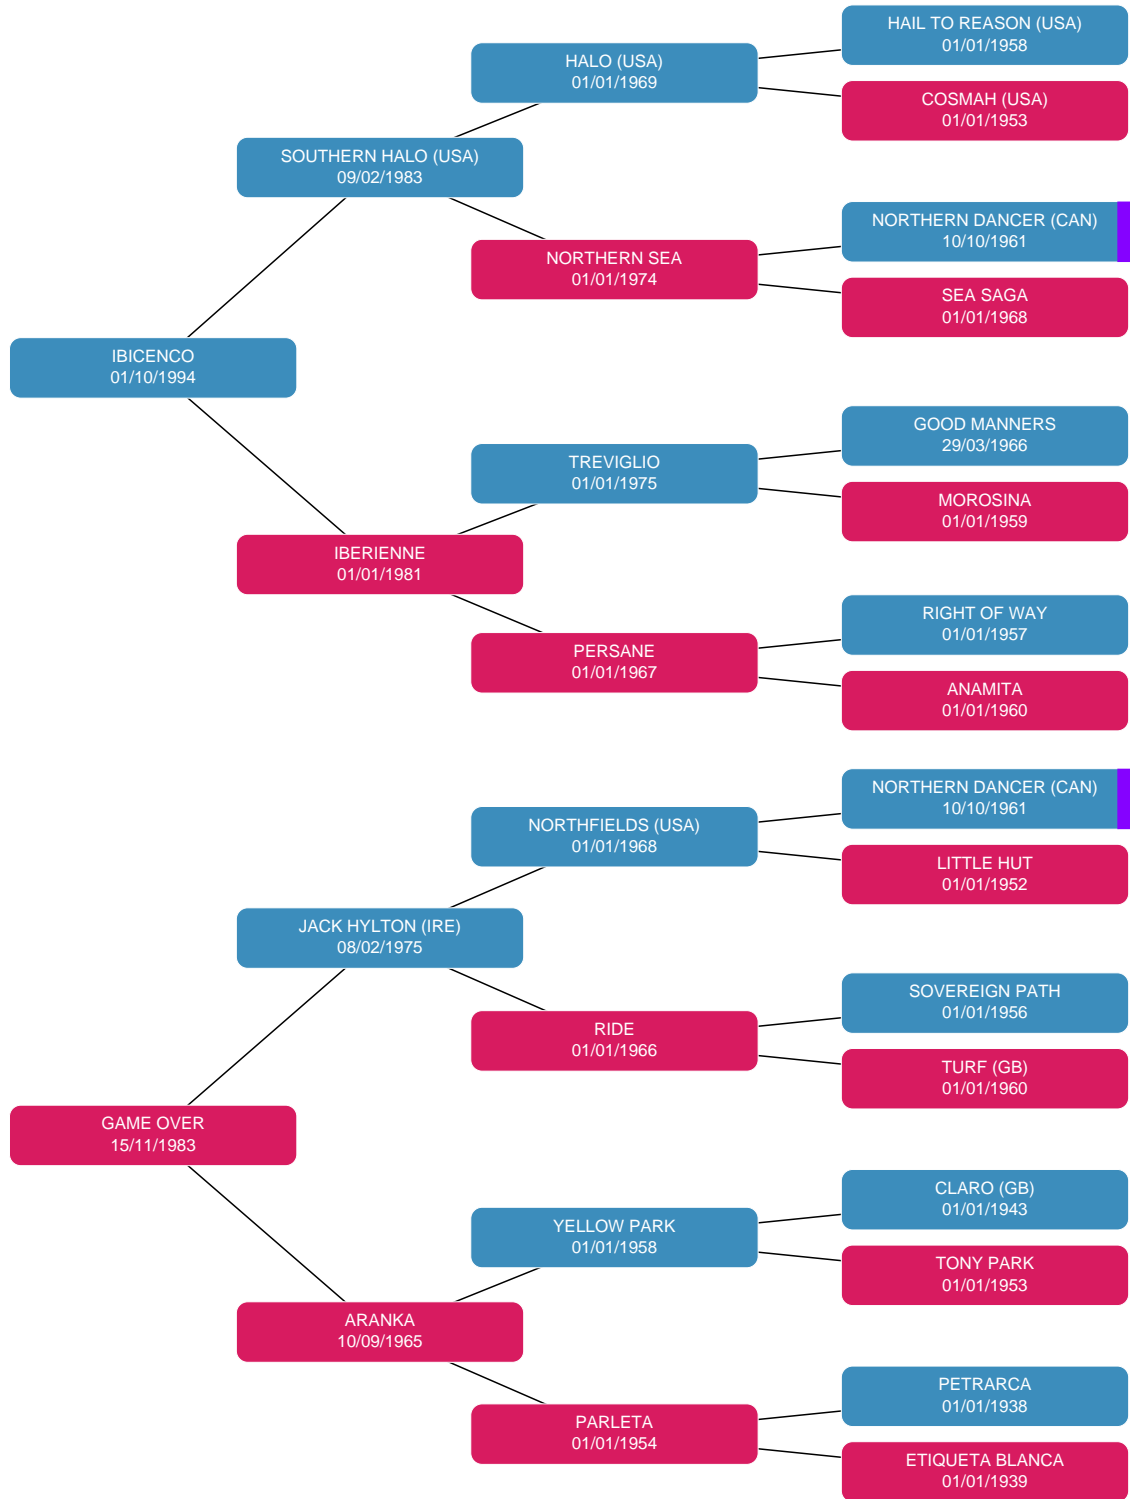 HAIL TO REASON (USA)
01/01/1958
HALO (USA)
01/01/1969
COSMAH (USA)
01/01/1953
SOUTHERN HALO (USA)
09/02/1983
NORTHERN DANCER (CAN)
10/10/1961
NORTHERN SEA
01/01/1974
SEA SAGA
01/01/1968
IBICENCO
01/10/1994
GOOD MANNERS
29/03/1966
TREVIGLIO
01/01/1975
MOROSINA
01/01/1959
IBERIENNE
01/01/1981
RIGHT OF WAY
01/01/1957
PERSANE
01/01/1967
ANAMITA
01/01/1960
NORTHERN DANCER (CAN)
10/10/1961
NORTHFIELDS (USA)
01/01/1968
LITTLE HUT
01/01/1952
JACK HYLTON (IRE)
08/02/1975
SOVEREIGN PATH
01/01/1956
RIDE
01/01/1966
TURF (GB)
01/01/1960
GAME OVER
15/11/1983
CLARO (GB)
01/01/1943
YELLOW PARK
01/01/1958
TONY PARK
01/01/1953
ARANKA
10/09/1965
PETRARCA
01/01/1938
PARLETA
01/01/1954
ETIQUETA BLANCA
01/01/1939